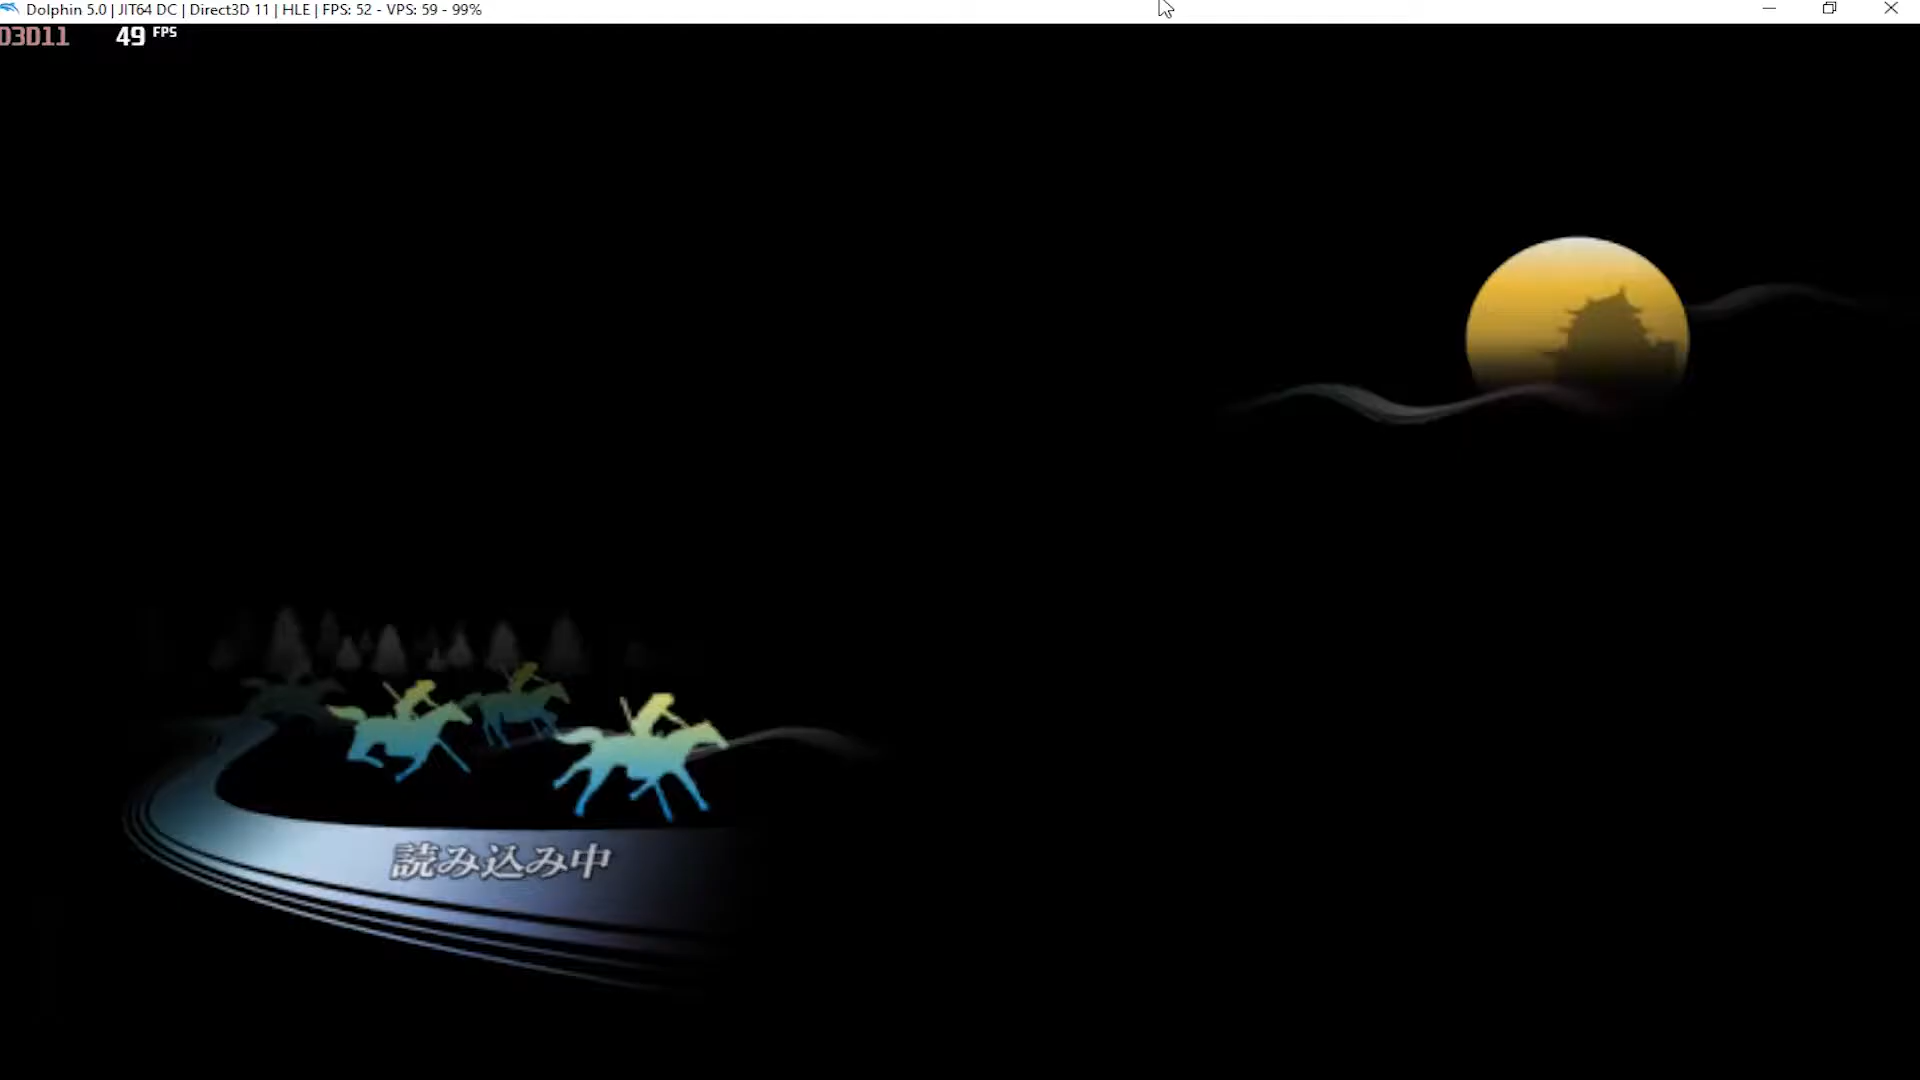 Dolphin 5.0 | JIT64 DC | Direct3D 11 | HLE | FPS: 52 - VPS: 59 - 99%
D3D11 49 FPS
読み込み中